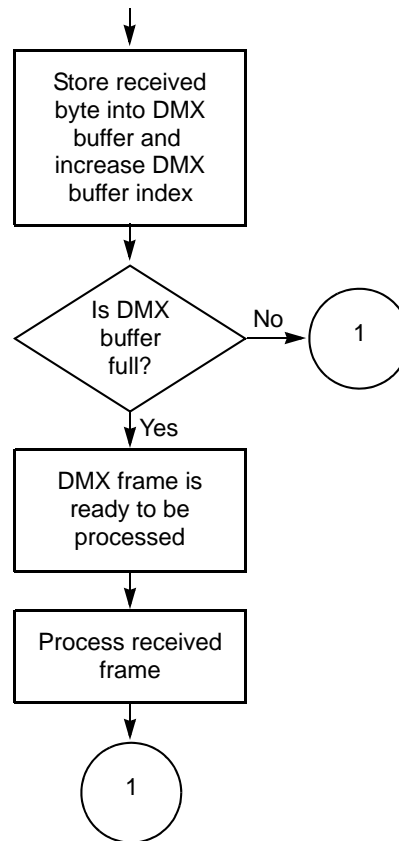 Store received
byte into DMX
buffer and
increase DMX
buffer index
Is DMX
buffer
full?
No
1
Yes
DMX frame is
ready to be
processed
Process received
frame
1